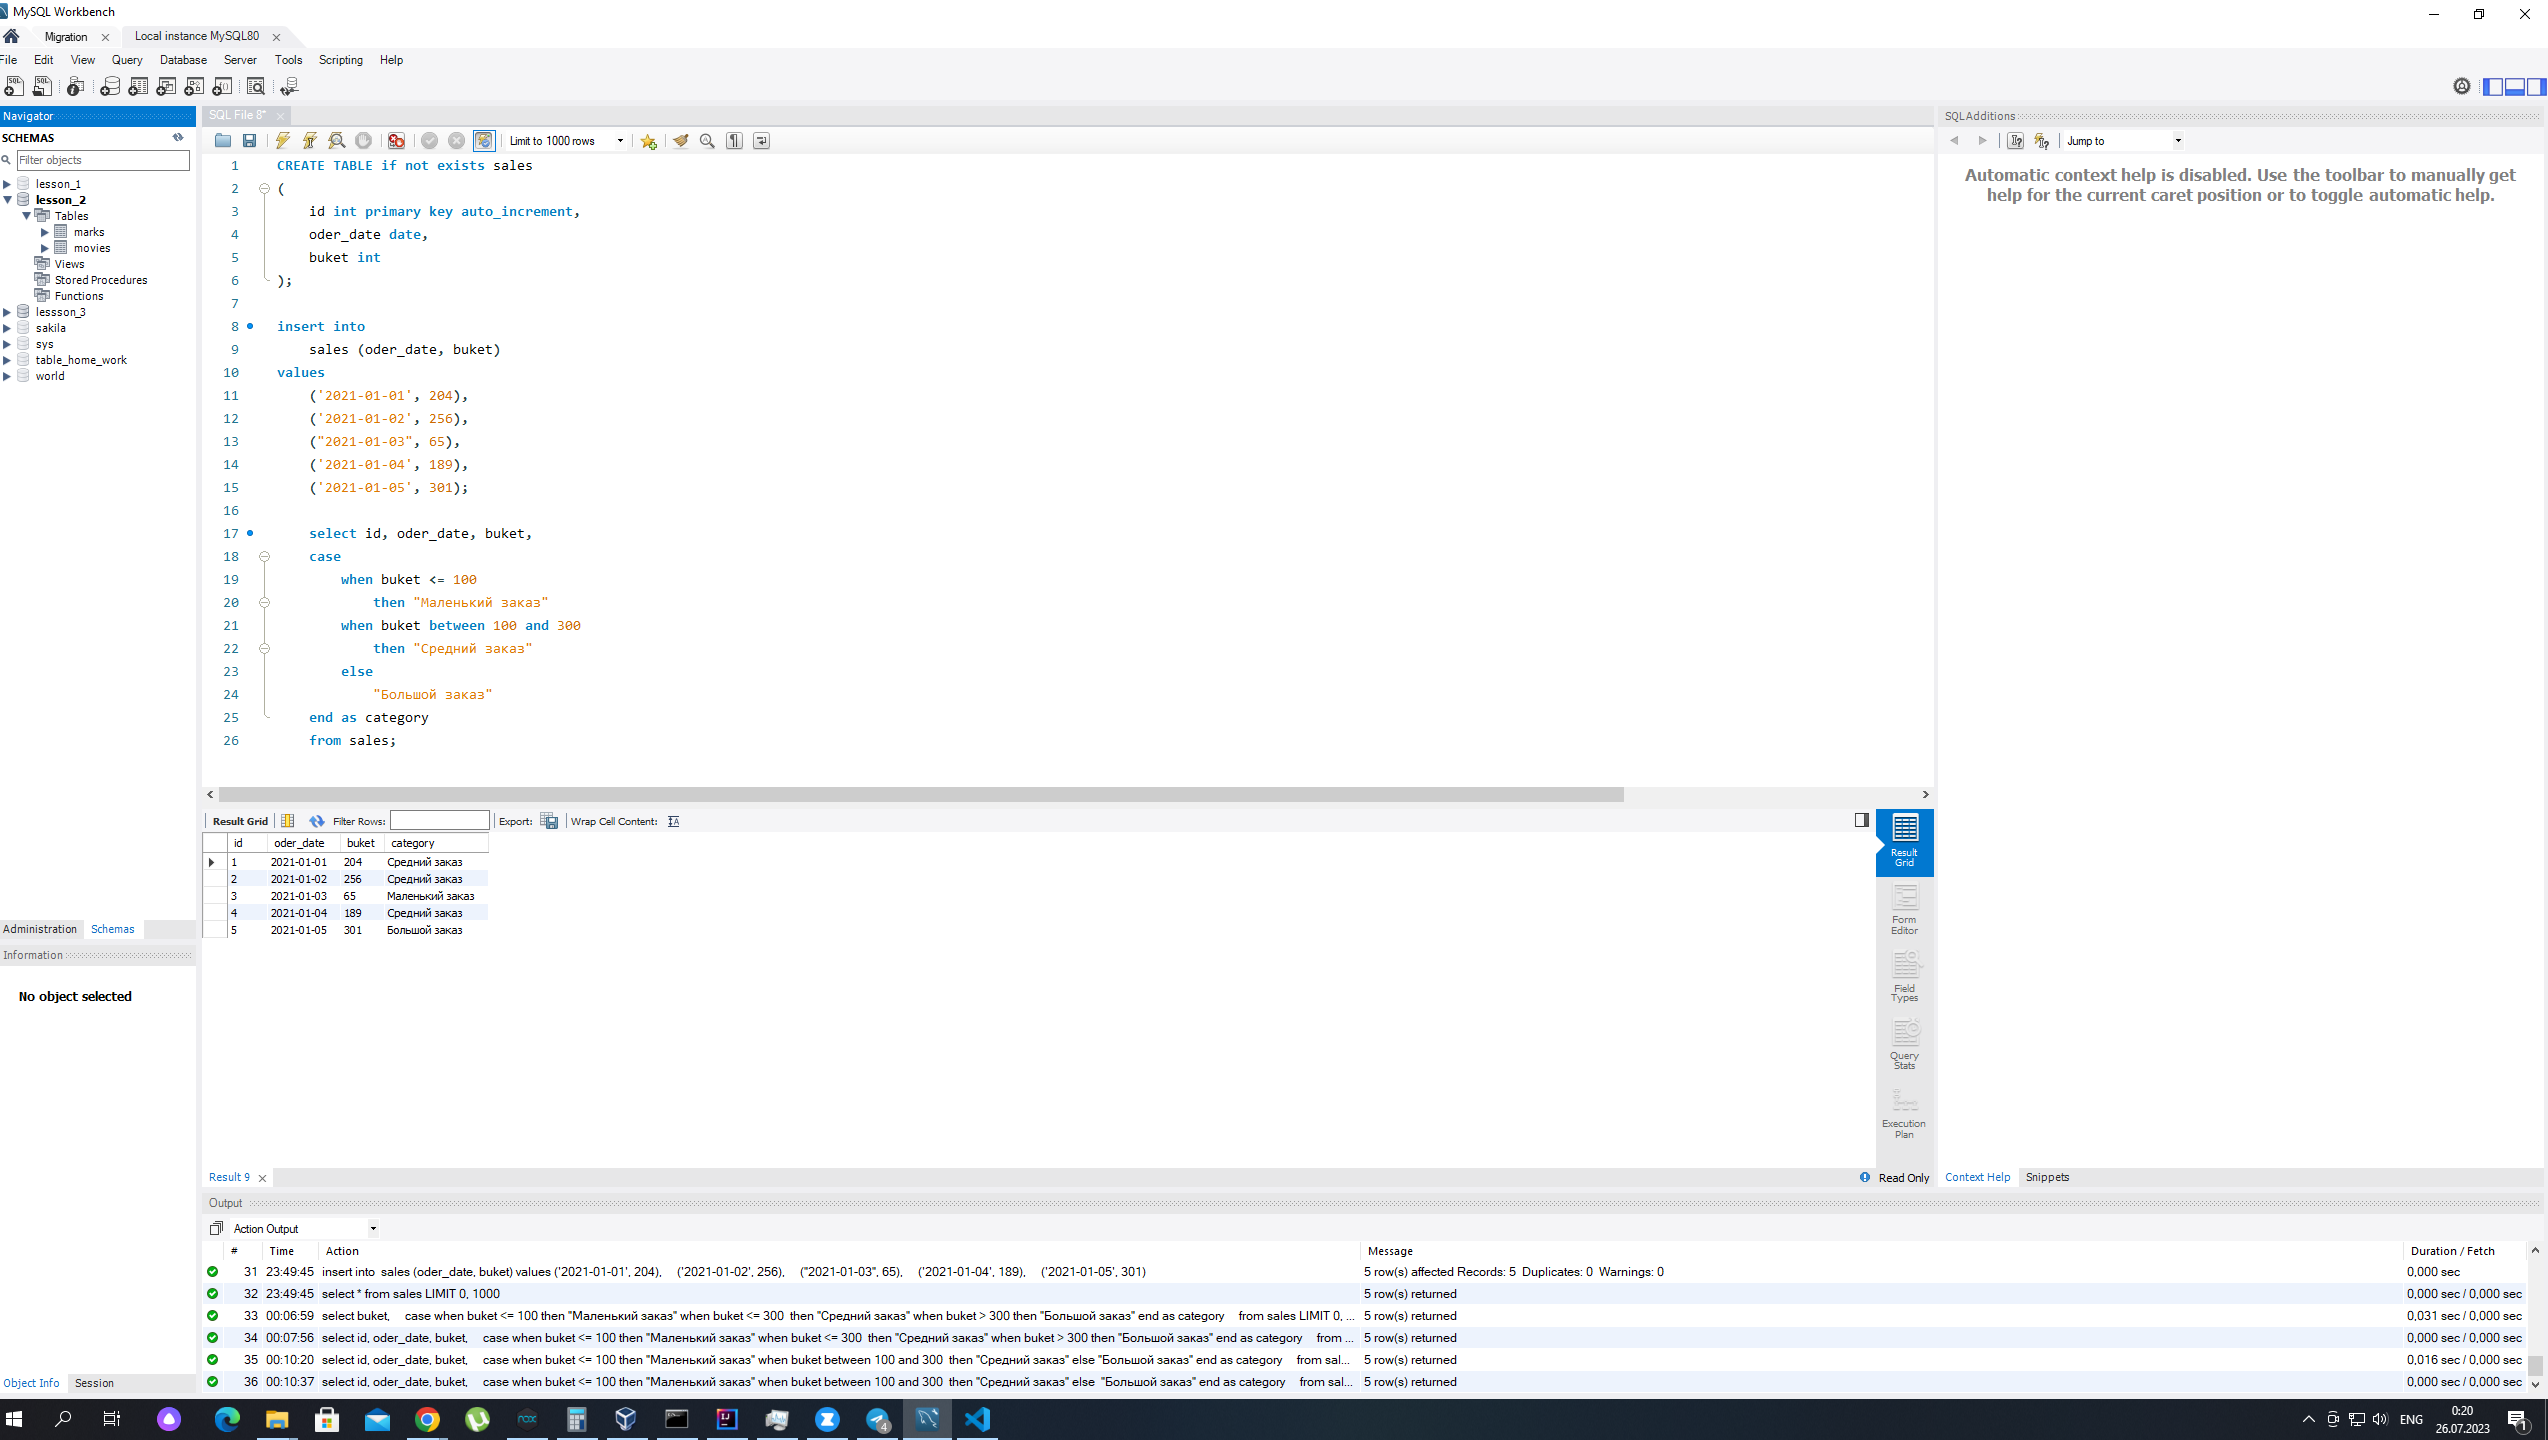 MySQL Workbench
Migration
Local instance MySQL80
File Edit View Query Database Server Tools Scripting Help
Navigator
SCHEMAS
Filter objects
lesson_1
lesson_2
Tables
marks
movies
Views
Stored Procedures
Functions
lessson_3
sakila
sys
table_home_work
world
Administration Schemas
Information
No object selected
Object Info Session
SQL File 8*
Limit to 1000 rows
1 CREATE TABLE if not exists sales
2 (
3 id int primary key auto_increment,
4 oder_date date,
5 buket int
6 );
7
8 insert into
9 sales (oder_date, buket)
10 values
11 ('2021-01-01', 204),
12 ('2021-01-02', 256),
13 ("2021-01-03", 65),
14 ('2021-01-04', 189),
15 ('2021-01-05', 301);
16
17 select id, oder_date, buket,
18 case
19 when buket <= 100
20 then "Маленький заказ"
21 when buket between 100 and 300
22 then "Средний заказ"
23 else
24 "Большой заказ"
25 end as category
26 from sales;
Result Grid Filter Rows: Export: Wrap Cell Content:
id oder_date buket category
1 2021-01-01 204 Средний заказ
2 2021-01-02 256 Средний заказ
3 2021-01-03 65 Маленький заказ
4 2021-01-04 189 Средний заказ
5 2021-01-05 301 Большой заказ
Result Grid
Form Editor
Field Types
Query Stats
Execution Plan
Result 9
Read Only
SQLAdditions
Jump to
Automatic context help is disabled. Use the toolbar to manually get
help for the current caret position or to toggle automatic help.
Context Help Snippets
Output
Action Output
# Time Action Message Duration / Fetch
31 23:49:45 insert into sales (oder_date, buket) values ('2021-01-01', 204), ('2021-01-02', 256), ("2021-01-03", 65), ('2021-01-04', 189), ('2021-01-05', 301) 5 row(s) affected Records: 5 Duplicates: 0 Warnings: 0 0,000 sec
32 23:49:45 select * from sales LIMIT 0, 1000 5 row(s) returned 0,000 sec / 0,000 sec
33 00:06:59 select buket, case when buket <= 100 then "Маленький заказ" when buket <= 300 then "Средний заказ" when buket > 300 then "Большой заказ" end as category from sales LIMIT 0, ... 5 row(s) returned 0,031 sec / 0,000 sec
34 00:07:56 select id, oder_date, buket, case when buket <= 100 then "Маленький заказ" when buket <= 300 then "Средний заказ" when buket > 300 then "Большой заказ" end as category from ... 5 row(s) returned 0,000 sec / 0,000 sec
35 00:10:20 select id, oder_date, buket, case when buket <= 100 then "Маленький заказ" when buket between 100 and 300 then "Средний заказ" else "Большой заказ" end as category from sal... 5 row(s) returned 0,016 sec / 0,000 sec
36 00:10:37 select id, oder_date, buket, case when buket <= 100 then "Маленький заказ" when buket between 100 and 300 then "Средний заказ" else "Большой заказ" end as category from sal... 5 row(s) returned 0,000 sec / 0,000 sec
nox
4
ENG
0:20
26.07.2023
1